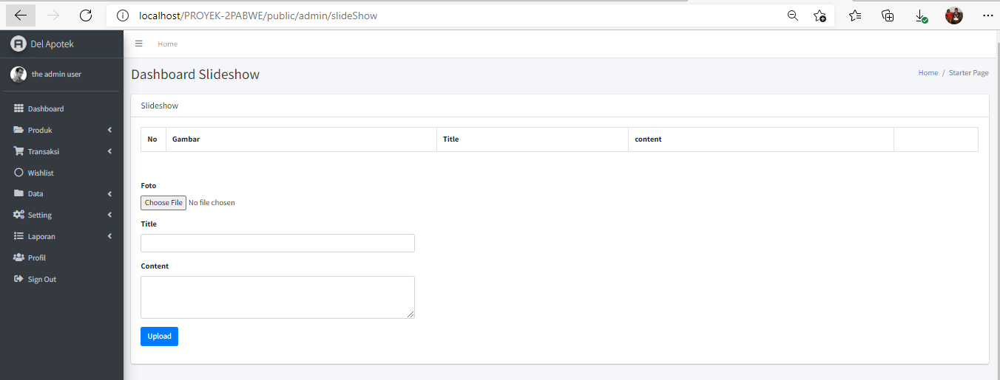 localhost/PROYEK-2PABWE/public/admin/slideShow
Del Apotek
Home
the admin user
Dashboard Slideshow
Home / Starter Page
Dashboard
Produk
Transaksi
Wishlist
Data
Setting
Laporan
Profil
Sign Out
Slideshow
No Gambar Title content
Foto
Choose File No file chosen
Title
Content
Upload